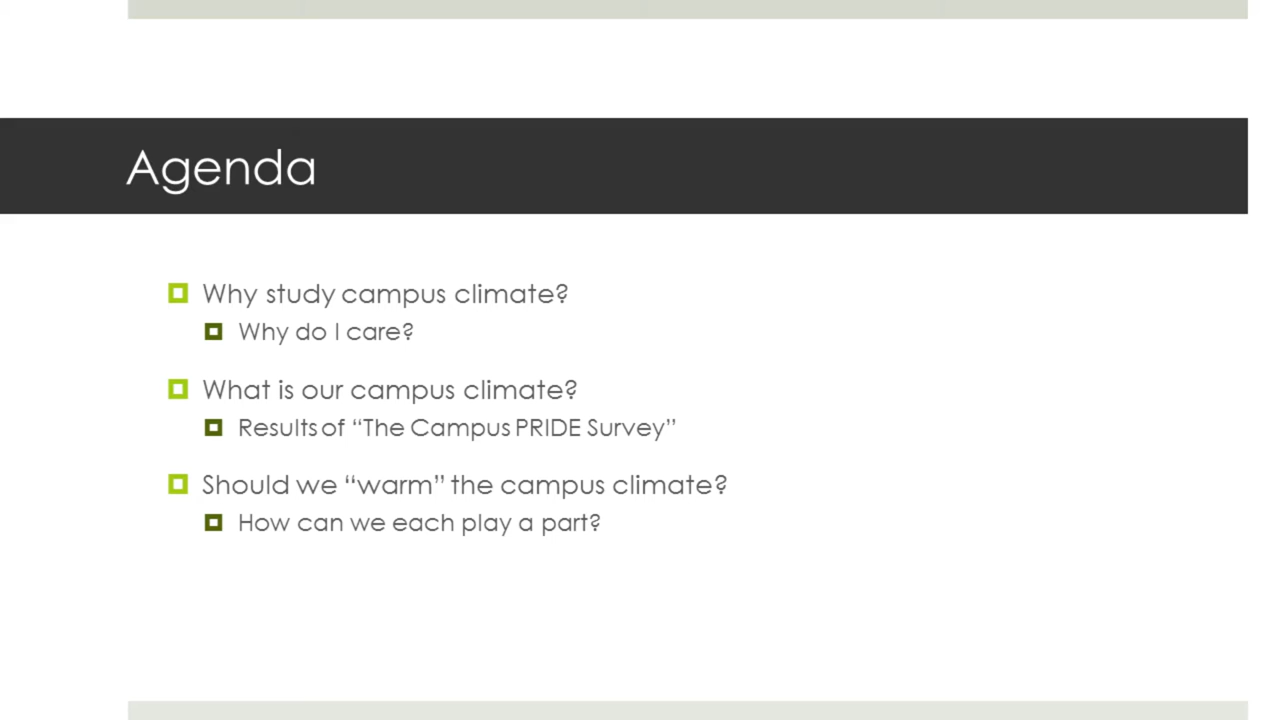 Agenda
Why study campus climate?
Why do I care?
What is our campus climate?
Results of “The Campus PRIDE Survey”
Should we “warm” the campus climate?
How can we each play a part?